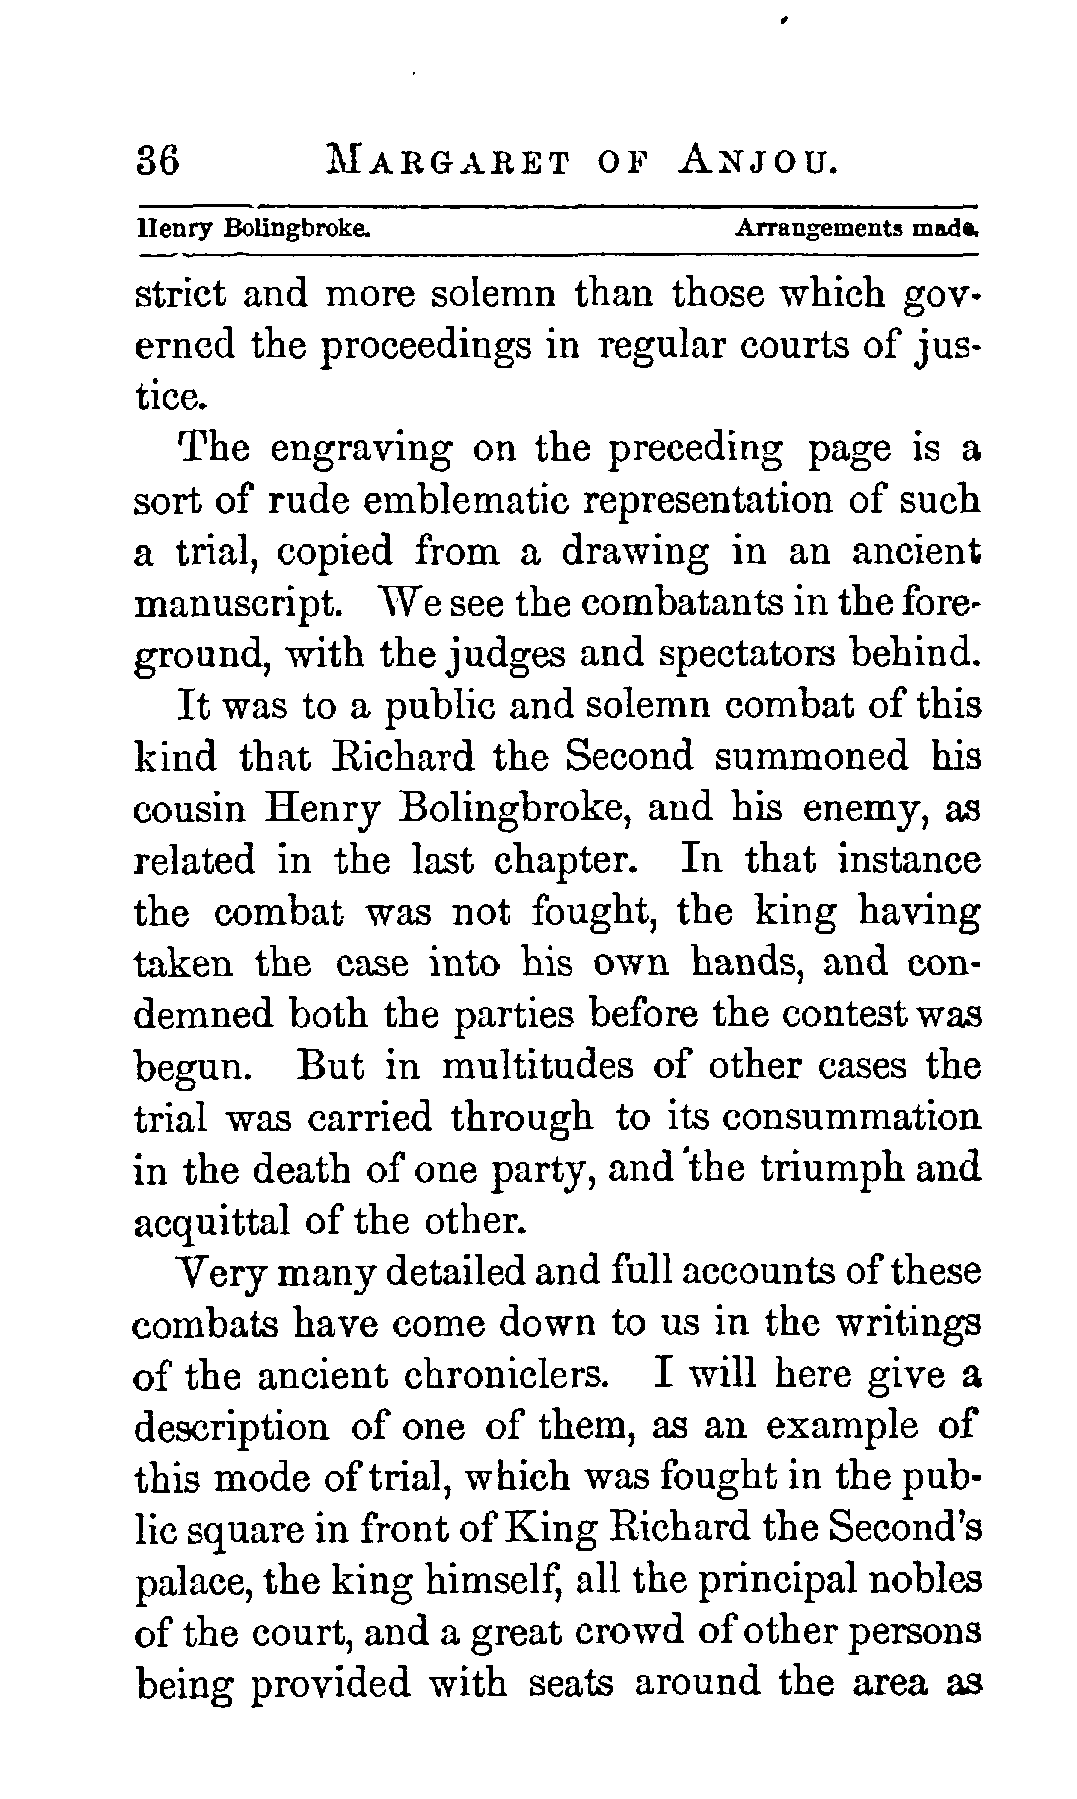 36 MARGARET OF ANJOU.
Henry Bolingbroke. Arrangements made.
strict and more solemn than those which gov-
erned the proceedings in regular courts of jus-
tice.
The engraving on the preceding page is a
sort of rude emblematic representation of such
a trial, copied from a drawing in an ancient
manuscript. We see the combatants in the fore-
ground, with the judges and spectators behind.
It was to a public and solemn combat of this
kind that Richard the Second summoned his
cousin Henry Bolingbroke, and his enemy, as
related in the last chapter. In that instance
the combat was not fought, the king having
taken the case into his own hands, and con-
demned both the parties before the contest was
begun. But in multitudes of other cases the
trial was carried through to its consummation
in the death of one party, and the triumph and
acquittal of the other.
Very many detailed and full accounts of these
combats have come down to us in the writings
of the ancient chroniclers. I will here give a
description of one of them, as an example of
this mode of trial, which was fought in the pub-
lic square in front of King Richard the Second's
palace, the king himself, all the principal nobles
of the court, and a great crowd of other persons
being provided with seats around the area as